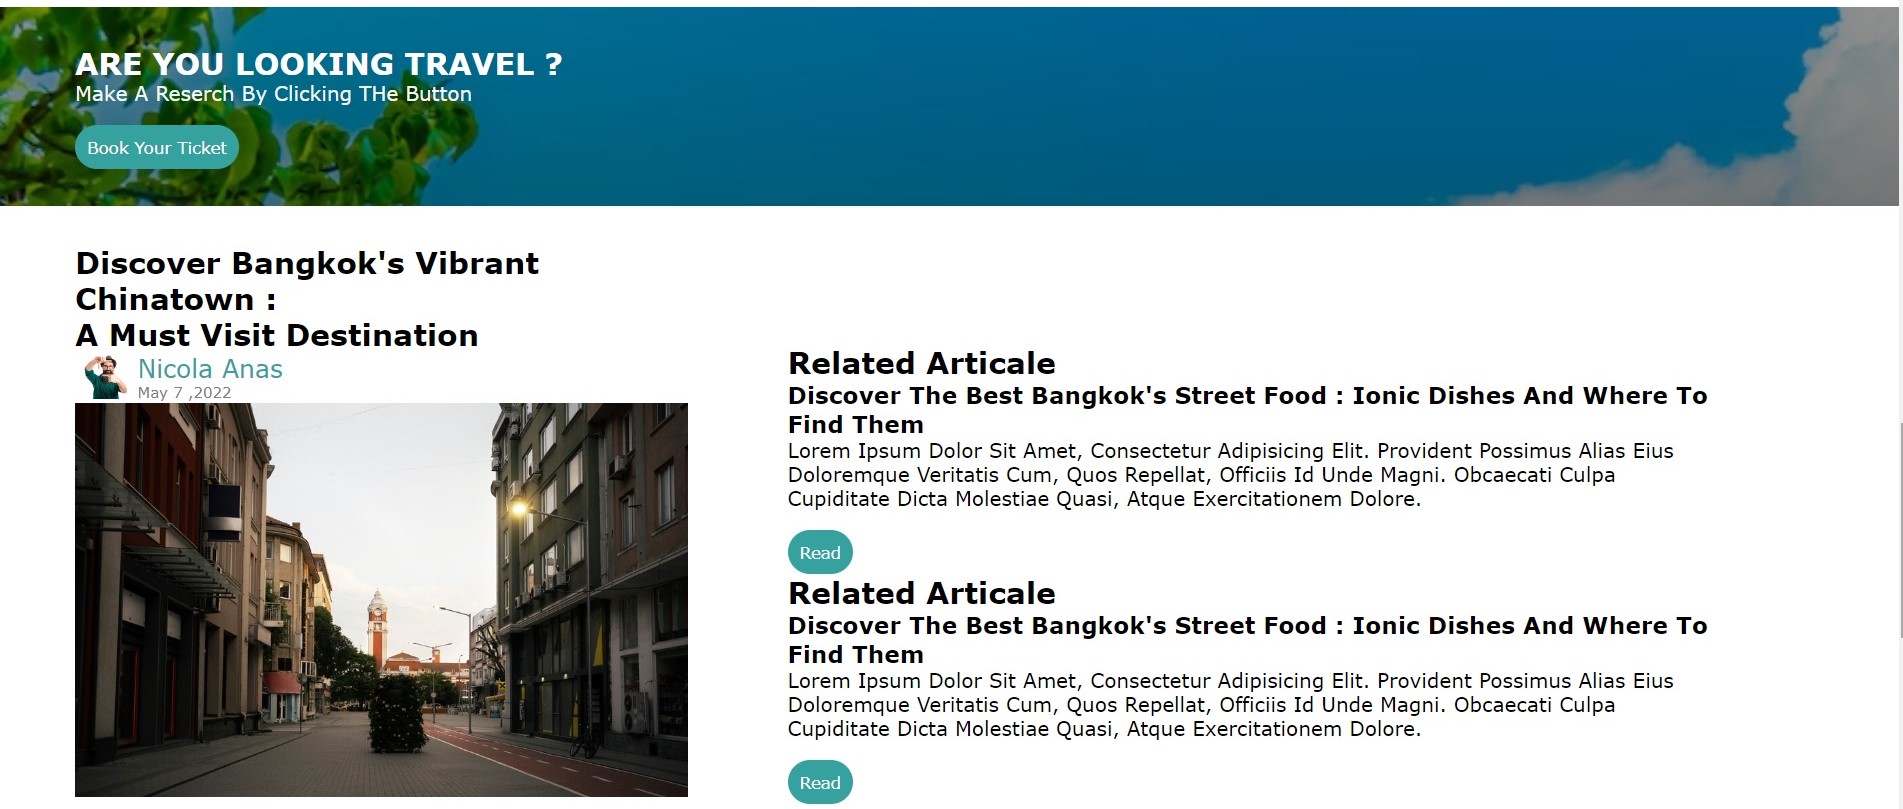 ARE YOU LOOKING TRAVEL ?
Make A Reserch By Clicking THe Button
Book Your Ticket
Discover Bangkok's Vibrant
Chinatown :
A Must Visit Destination
Nicola Anas
May 7 ,2022
Related Articale
Discover The Best Bangkok's Street Food : Ionic Dishes And Where To
Find Them
Lorem Ipsum Dolor Sit Amet, Consectetur Adipisicing Elit. Provident Possimus Alias Eius
Doloremque Veritatis Cum, Quos Repellat, Officiis Id Unde Magni. Obcaecati Culpa
Cupiditate Dicta Molestiae Quasi, Atque Exercitationem Dolore.
Read
Related Articale
Discover The Best Bangkok's Street Food : Ionic Dishes And Where To
Find Them
Lorem Ipsum Dolor Sit Amet, Consectetur Adipisicing Elit. Provident Possimus Alias Eius
Doloremque Veritatis Cum, Quos Repellat, Officiis Id Unde Magni. Obcaecati Culpa
Cupiditate Dicta Molestiae Quasi, Atque Exercitationem Dolore.
Read